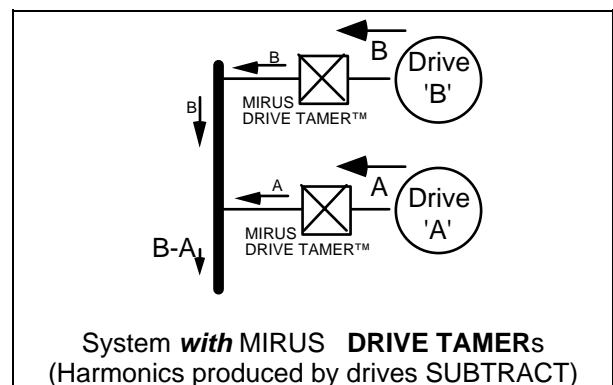 B
Drive
'B'
B
MIRUS
DRIVE TAMER™
B
A
Drive
'A'
A
MIRUS
DRIVE TAMER™
B-A
System with MIRUS DRIVE TAMERs
(Harmonics produced by drives SUBTRACT)